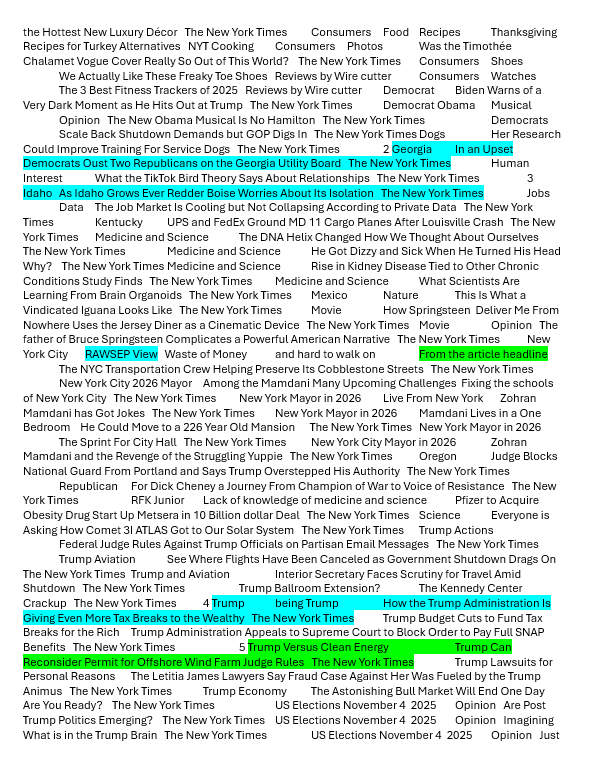 the Hottest New Luxury Décor The New York Times Consumers Food Recipes Thanksgiving
Recipes for Turkey Alternatives NYT Cooking Consumers Photos Was the Timothée
Chalamet Vogue Cover Really So Out of This World? The New York Times Consumers Shoes
We Actually Like These Freaky Toe Shoes Reviews by Wire cutter Consumers Watches
The 3 Best Fitness Trackers of 2025 Reviews by Wire cutter Democrat Biden Warns of a
Very Dark Moment as He Hits Out at Trump The New York Times Democrat Obama Musical
Opinion The New Obama Musical Is No Hamilton The New York Times Democrats
Scale Back Shutdown Demands but GOP Digs In The New York Times Dogs Her Research
Could Improve Training For Service Dogs The New York Times 2 Georgia In an Upset
Democrats Oust Two Republicans on the Georgia Utility Board The New York Times Human
Interest What the TikTok Bird Theory Says About Relationships The New York Times 3
Idaho As Idaho Grows Ever Redder Boise Worries About Its Isolation The New York Times Jobs
Data The Job Market Is Cooling but Not Collapsing According to Private Data The New York
Times Kentucky UPS and FedEx Ground MD 11 Cargo Planes After Louisville Crash The New
York Times Medicine and Science The DNA Helix Changed How We Thought About Ourselves
The New York Times Medicine and Science He Got Dizzy and Sick When He Turned His Head
Why? The New York Times Medicine and Science Rise in Kidney Disease Tied to Other Chronic
Conditions Study Finds The New York Times Medicine and Science What Scientists Are
Learning From Brain Organoids The New York Times Mexico Nature This Is What a
Vindicated Iguana Looks Like The New York Times Movie How Springsteen Deliver Me From
Nowhere Uses the Jersey Diner as a Cinematic Device The New York Times Movie Opinion The
father of Bruce Springsteen Complicates a Powerful American Narrative The New York Times New
York City RAWSEP View Waste of Money and hard to walk on From the article headline
The NYC Transportation Crew Helping Preserve Its Cobblestone Streets The New York Times
New York City 2026 Mayor Among the Mamdani Many Upcoming Challenges Fixing the schools
of New York City The New York Times New York Mayor in 2026 Live From New York Zohran
Mamdani has Got Jokes The New York Times New York Mayor in 2026 Mamdani Lives in a One
Bedroom He Could Move to a 226 Year Old Mansion The New York Times New York Mayor in 2026
The Sprint For City Hall The New York Times New York City Mayor in 2026 Zohran
Mamdani and the Revenge of the Struggling Yuppie The New York Times Oregon Judge Blocks
National Guard From Portland and Says Trump Overstepped His Authority The New York Times
Republican For Dick Cheney a Journey From Champion of War to Voice of Resistance The New
York Times RFK Junior Lack of knowledge of medicine and science Pfizer to Acquire
Obesity Drug Start Up Metsera in 10 Billion dollar Deal The New York Times Science Everyone is
Asking How Comet 3I ATLAS Got to Our Solar System The New York Times Trump Actions
Federal Judge Rules Against Trump Officials on Partisan Email Messages The New York Times
Trump Aviation See Where Flights Have Been Canceled as Government Shutdown Drags On
The New York Times Trump and Aviation Interior Secretary Faces Scrutiny for Travel Amid
Shutdown The New York Times Trump Ballroom Extension? The Kennedy Center
Crackup The New York Times 4 Trump being Trump How the Trump Administration Is
Giving Even More Tax Breaks to the Wealthy The New York Times Trump Budget Cuts to Fund Tax
Breaks for the Rich Trump Administration Appeals to Supreme Court to Block Order to Pay Full SNAP
Benefits The New York Times 5 Trump Versus Clean Energy Trump Can
Reconsider Permit for Offshore Wind Farm Judge Rules The New York Times Trump Lawsuits for
Personal Reasons The Letitia James Lawyers Say Fraud Case Against Her Was Fueled by the Trump
Animus The New York Times Trump Economy The Astonishing Bull Market Will End One Day
Are You Ready? The New York Times US Elections November 4 2025 Opinion Are Post
Trump Politics Emerging? The New York Times US Elections November 4 2025 Opinion Imagining
What is in the Trump Brain The New York Times US Elections November 4 2025 Opinion Just